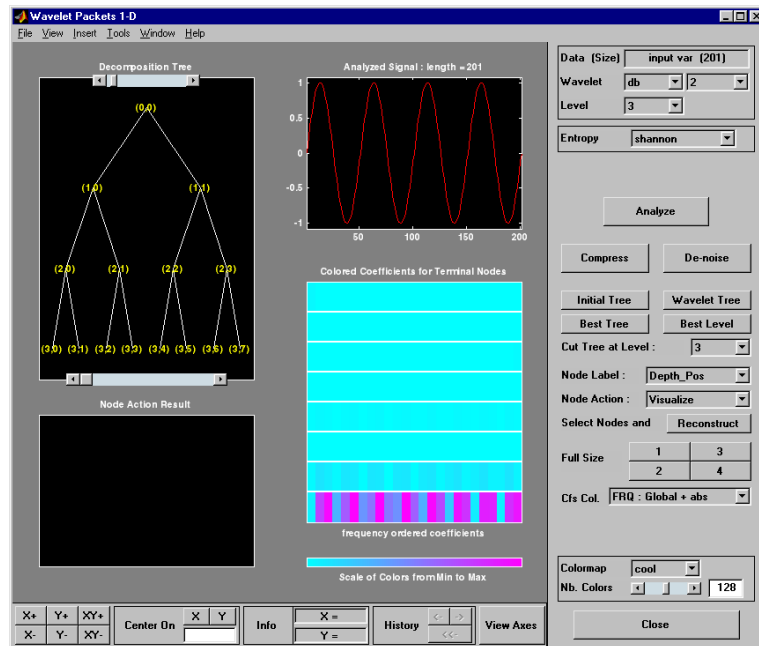 Wavelet Packets 1-D
File View Insert Tools Window Help
Decomposition Tree
(0,0)
(1,0) (1,1)
(2,0) (2,1) (2,2) (2,3)
(3,0) (3,1) (3,2) (3,3) (3,4) (3,5) (3,6) (3,7)
Node Action Result
Analyzed Signal : length = 201
1
0.5
0
-0.5
-1
50 100 150 200
Colored Coefficients for Terminal Nodes
frequency ordered coefficients
Scale of Colors from Min to Max
Data (Size) input var (201)
Wavelet db 2
Level 3
Entropy shannon
Analyze
Compress De-noise
Initial Tree Wavelet Tree
Best Tree Best Level
Cut Tree at Level : 3
Node Label : Depth_Pos
Node Action : Visualize
Select Nodes and Reconstruct
Full Size 1 3
2 4
Cfs Col. FRQ : Global + abs
Colormap cool
Nb. Colors 128
Close
X+ Y+ XY+
X- Y- XY-
Center On X Y
Info X =
Y =
History <- ->
<<-
View Axes